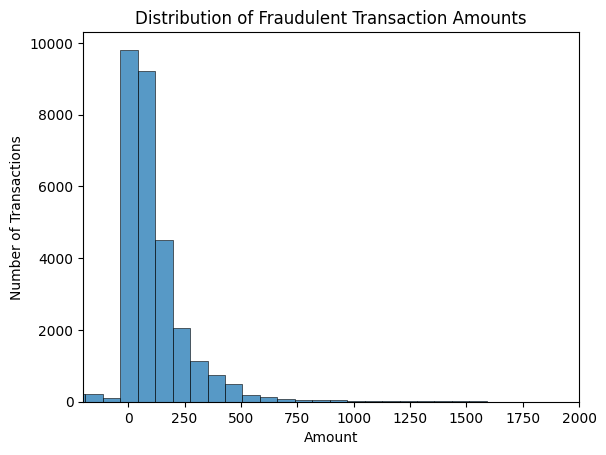 Distribution of Fraudulent Transaction Amounts
10000
8000
6000
4000
2000
0
Number of Transactions
0 250 500 750 1000 1250 1500 1750 2000
Amount